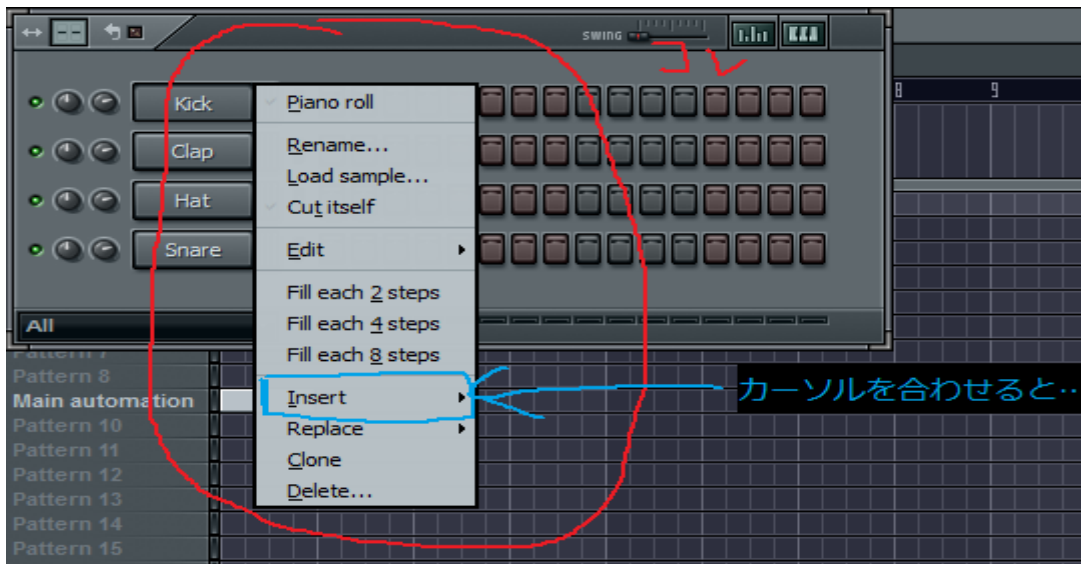 SWING
コレ
8 9
Kick
Piano roll
Clap
Rename...
Load sample...
Hat
Cut itself
Snare
Edit
Fill each 2 steps
Fill each 4 steps
All
Fill each 8 steps
Pattern 7
Pattern 8
Main automation
Insert
カーソルを合わせると…
Pattern 10
Replace
Pattern 11
Clone
Pattern 12
Delete...
Pattern 13
Pattern 14
Pattern 15